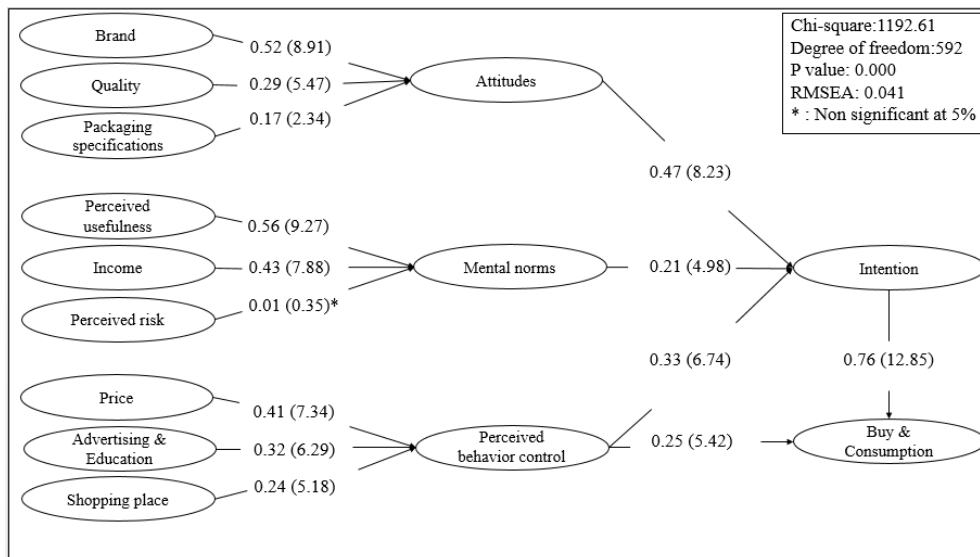 Brand
Quality
Packaging
specifications
0.52 (8.91)
0.29 (5.47)
0.17 (2.34)
Attitudes
Chi-square:1192.61
Degree of freedom:592
P value: 0.000
RMSEA: 0.041
* : Non significant at 5%
0.47 (8.23)
Perceived
usefulness
Income
Perceived risk
0.56 (9.27)
0.43 (7.88)
0.01 (0.35)*
Mental norms
0.21 (4.98)
Intention
0.33 (6.74)
0.76 (12.85)
Price
Advertising &
Education
Shopping place
0.41 (7.34)
0.32 (6.29)
0.24 (5.18)
Perceived
behavior control
0.25 (5.42)
Buy &
Consumption